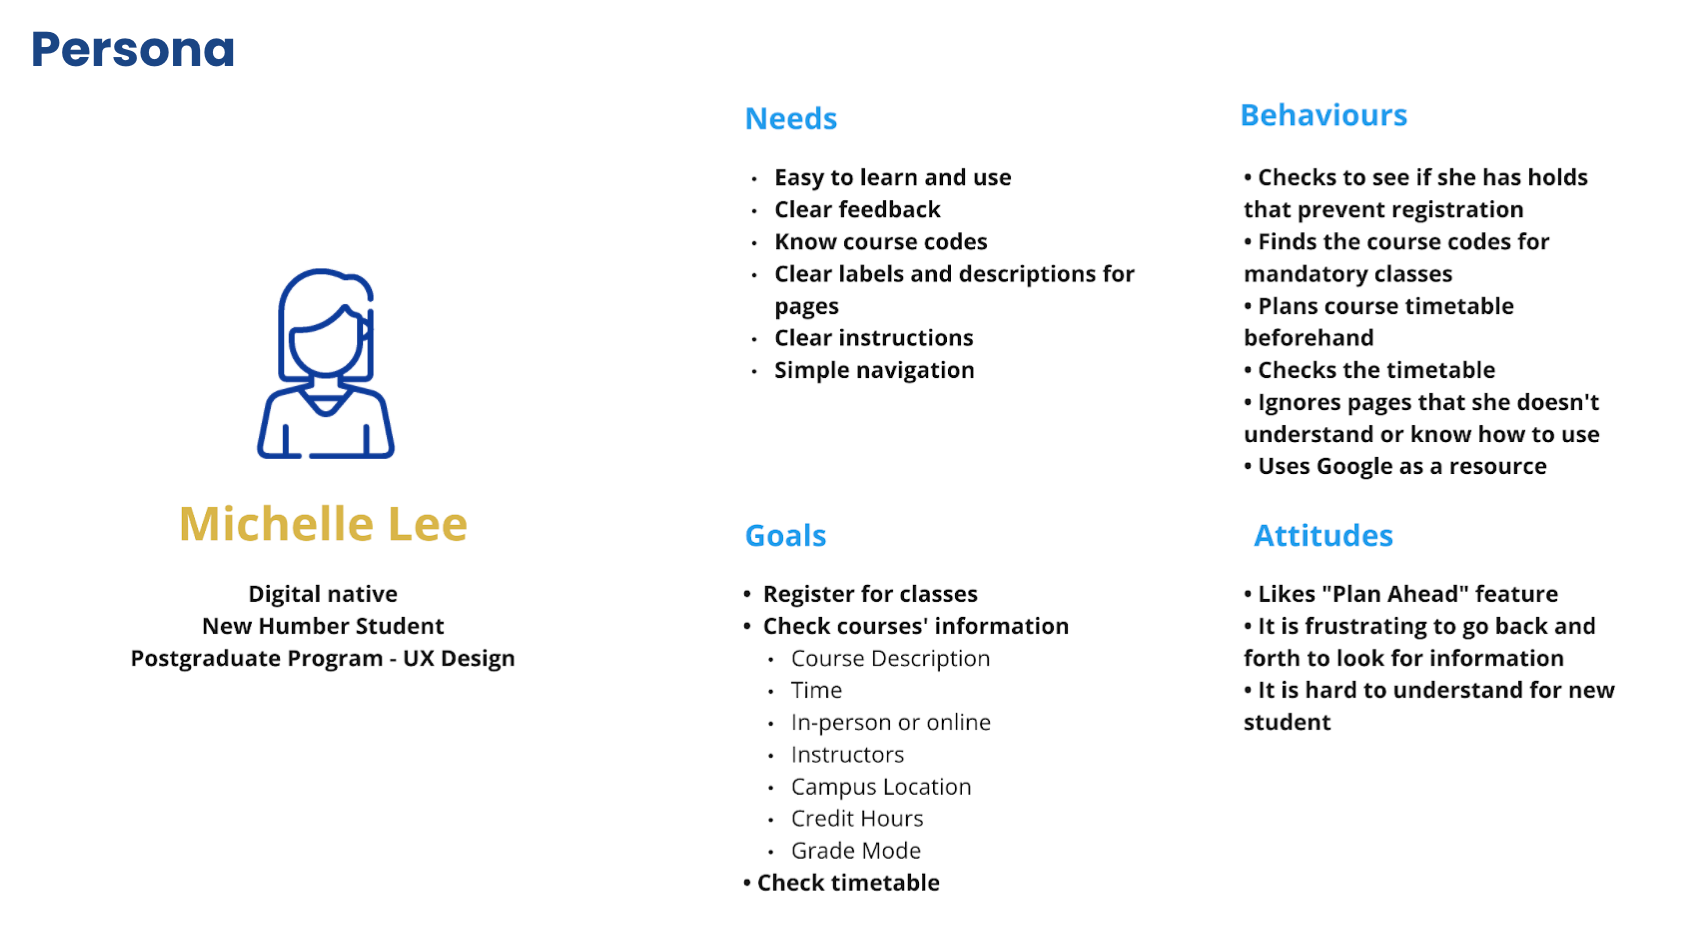 Persona
Michelle Lee
Digital native
New Humber Student
Postgraduate Program - UX Design
Needs
• Easy to learn and use
• Clear feedback
• Know course codes
• Clear labels and descriptions for
pages
• Clear instructions
• Simple navigation
Goals
• Register for classes
• Check courses' information
• Course Description
• Time
• In-person or online
• Instructors
• Campus Location
• Credit Hours
• Grade Mode
• Check timetable
Behaviours
• Checks to see if she has holds
that prevent registration
• Finds the course codes for
mandatory classes
• Plans course timetable
beforehand
• Checks the timetable
• Ignores pages that she doesn't
understand or know how to use
• Uses Google as a resource
Attitudes
• Likes "Plan Ahead" feature
• It is frustrating to go back and
forth to look for information
• It is hard to understand for new
student